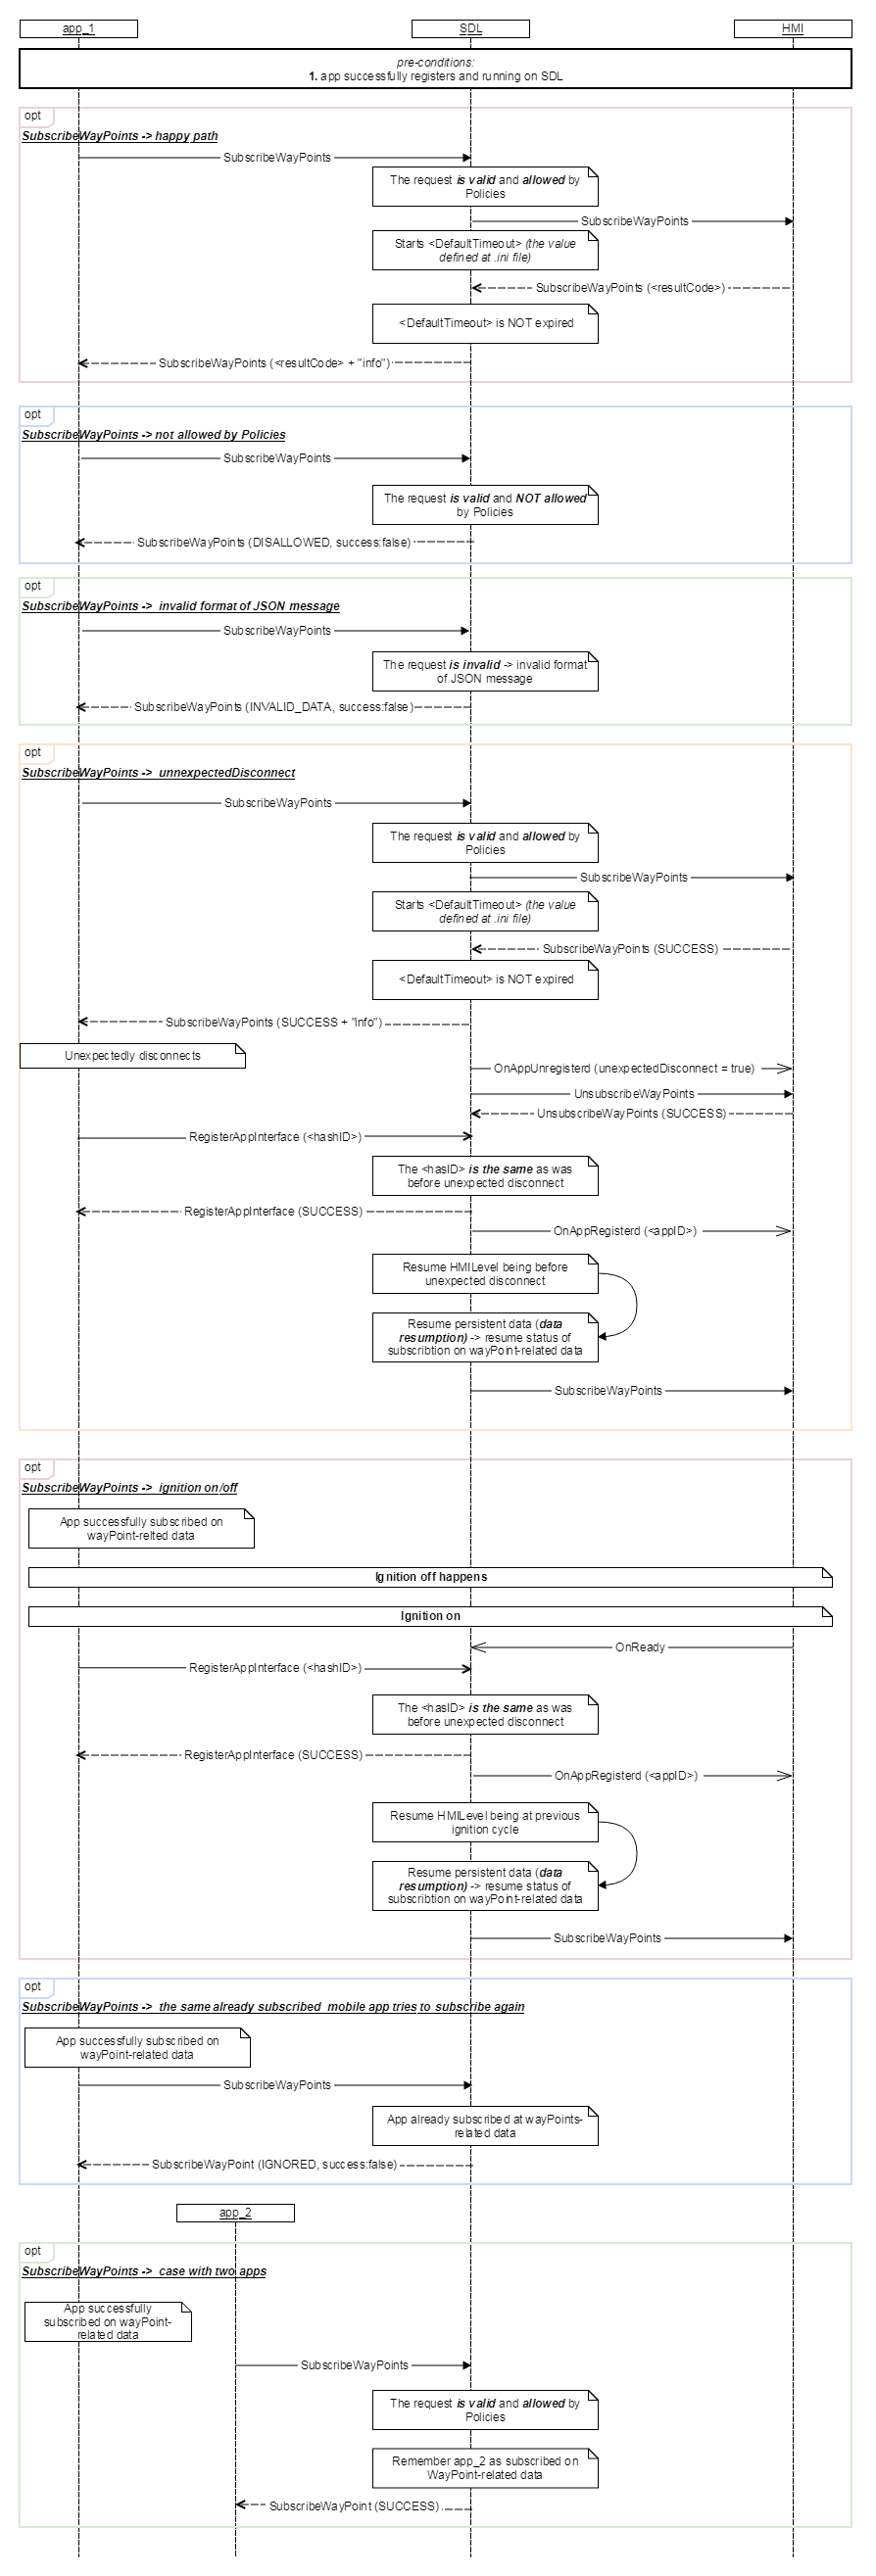 app_1
SDL
HMI
pre-conditions:
1. app successfully registers and running on SDL
opt
SubscribeWayPoints -> happy path
SubscribeWayPoints
The request is valid and allowed by
Policies
SubscribeWayPoints
Starts <DefaultTimeout> (the value
defined at .ini file)
SubscribeWayPoints (<resultCode>)
<DefaultTimeout> is NOT expired
SubscribeWayPoints (<resultCode> + "info")
opt
SubscribeWayPoints -> not allowed by Policies
SubscribeWayPoints
The request is valid and NOT allowed
by Policies
SubscribeWayPoints (DISALLOWED, success:false)
opt
SubscribeWayPoints -> invalid format of JSON message
SubscribeWayPoints
The request is invalid -> invalid format
of JSON message
SubscribeWayPoints (INVALID_DATA, success:false)
opt
SubscribeWayPoints -> unnexpectedDisconnect
SubscribeWayPoints
The request is valid and allowed by
Policies
SubscribeWayPoints
Starts <DefaultTimeout> (the value
defined at .ini file)
SubscribeWayPoints (SUCCESS)
<DefaultTimeout> is NOT expired
SubscribeWayPoints (SUCCESS + "info")
Unexpectedly disconnects
OnAppUnregisterd (unexpectedDisconnect = true)
UnsubscribeWayPoints
UnsubscribeWayPoints (SUCCESS)
RegisterAppInterface (<hashID>)
The <hasID> is the same as was
before unexpected disconnect
RegisterAppInterface (SUCCESS)
OnAppRegisterd (<appID>)
Resume HMILevel being before
unexpected disconnect
Resume persistent data (data
resumption) -> resume status of
subscribtion on wayPoint-related data
SubscribeWayPoints
opt
SubscribeWayPoints -> ignition on/off
App successfully subscribed on
wayPoint-relted data
Ignition off happens
Ignition on
OnReady
RegisterAppInterface (<hashID>)
The <hasID> is the same as was
before unexpected disconnect
RegisterAppInterface (SUCCESS)
OnAppRegisterd (<appID>)
Resume HMILevel being at previous
ignition cycle
Resume persistent data (data
resumption) -> resume status of
subscribtion on wayPoint-related data
SubscribeWayPoints
opt
SubscribeWayPoints -> the same already subscribed mobile app tries to subscribe again
App successfully subscribed on
wayPoint-related data
SubscribeWayPoints
App already subscribed at wayPoints-
related data
SubscribeWayPoint (IGNORED, success:false)
app_2
opt
SubscribeWayPoints -> case with two apps
App successfully
subscribed on wayPoint-
related data
SubscribeWayPoints
The request is valid and allowed by
Policies
Remember app_2 as subscribed on
WayPoint-related data
SubscribeWayPoint (SUCCESS)